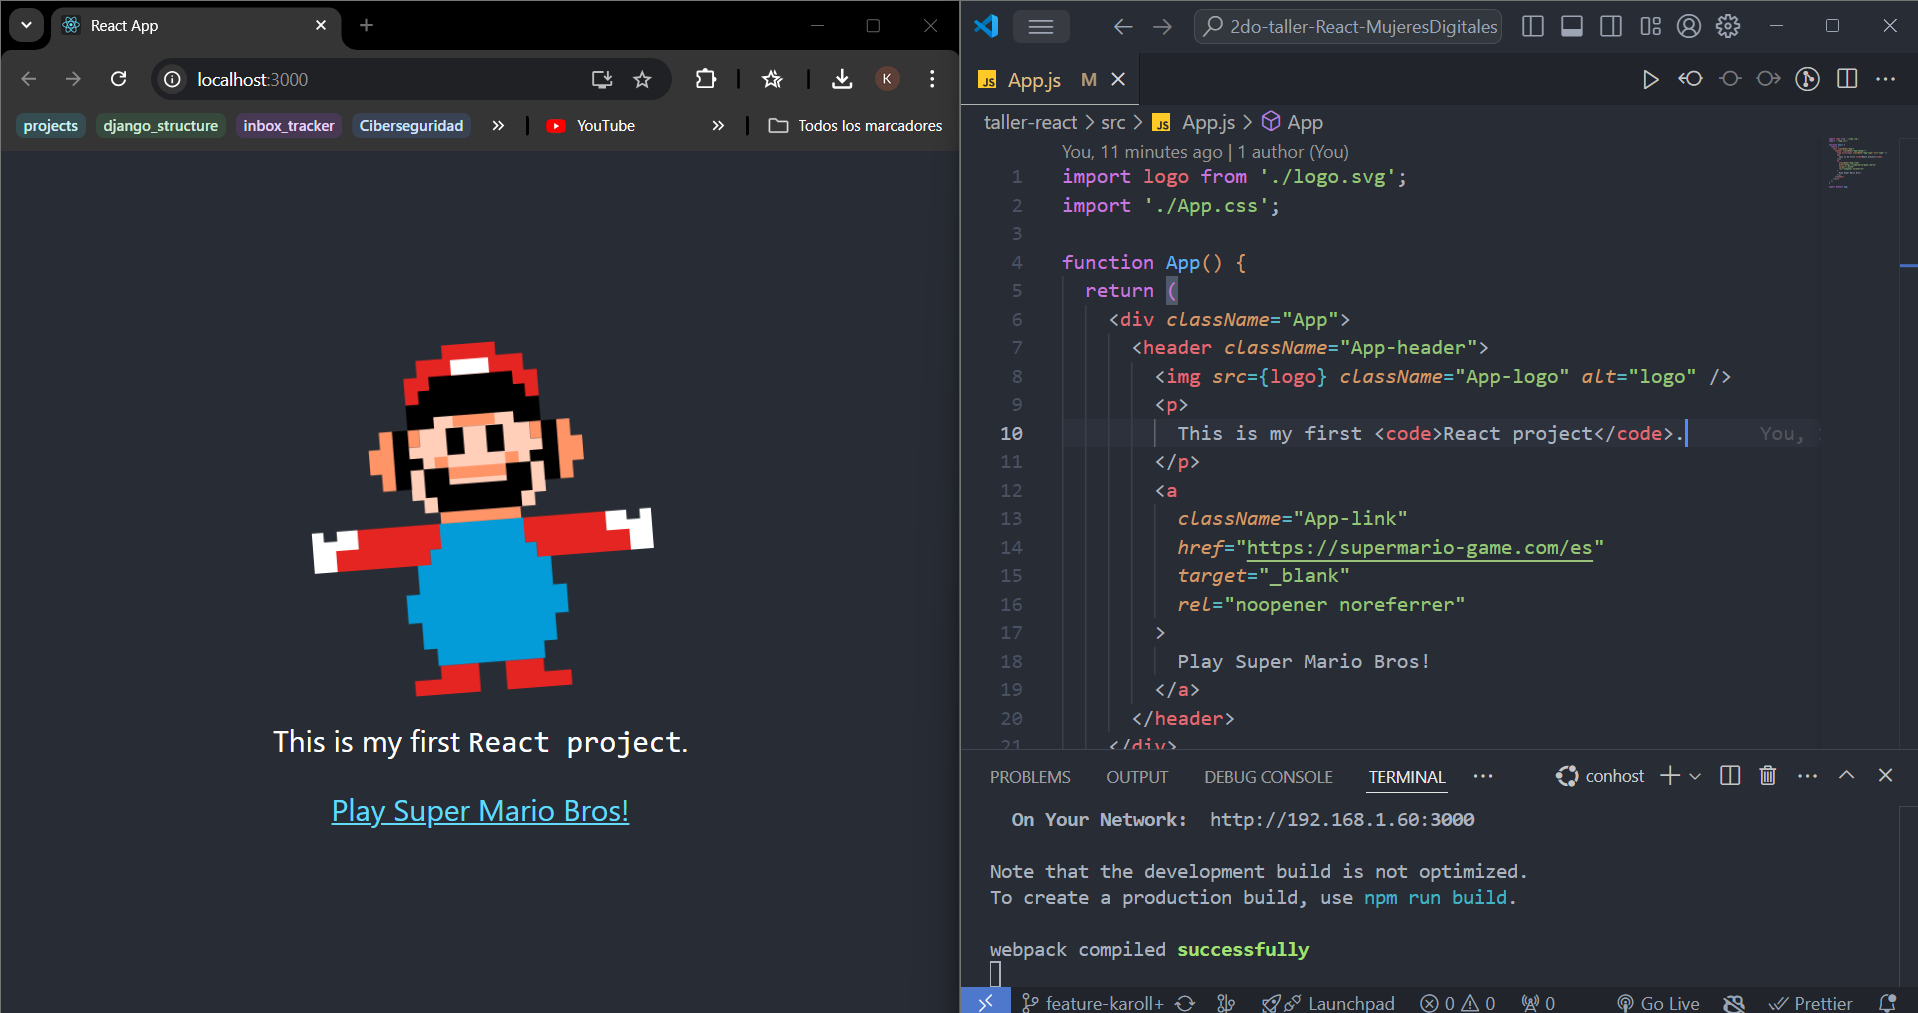 React App
localhost:3000
K
projects django_structure inbox_tracker Ciberseguridad » YouTube » Todos los marcadores
This is my first React project.
Play Super Mario Bros!
2do-taller-React-MujeresDigitales
JS App.js M
taller-react > src > JS App.js > App
You, 11 minutes ago | 1 author (You)
1 import logo from './logo.svg';
2 import './App.css';
3
4 function App() {
5 return (
6 <div className="App">
7 <header className="App-header">
8 <img src={logo} className="App-logo" alt="logo" />
9 <p>
10 This is my first <code>React project</code>. You,
11 </p>
12 <a
13 className="App-link"
14 href="https://supermario-game.com/es"
15 target="_blank"
16 rel="noopener noreferrer"
17 >
18 Play Super Mario Bros!
19 </a>
20 </header>
21 </div>
PROBLEMS OUTPUT DEBUG CONSOLE TERMINAL ··· conhost
On Your Network: http://192.168.1.60:3000
Note that the development build is not optimized.
To create a production build, use npm run build.
webpack compiled successfully
feature-karoll+ Launchpad 0 0 0 Go Live Prettier